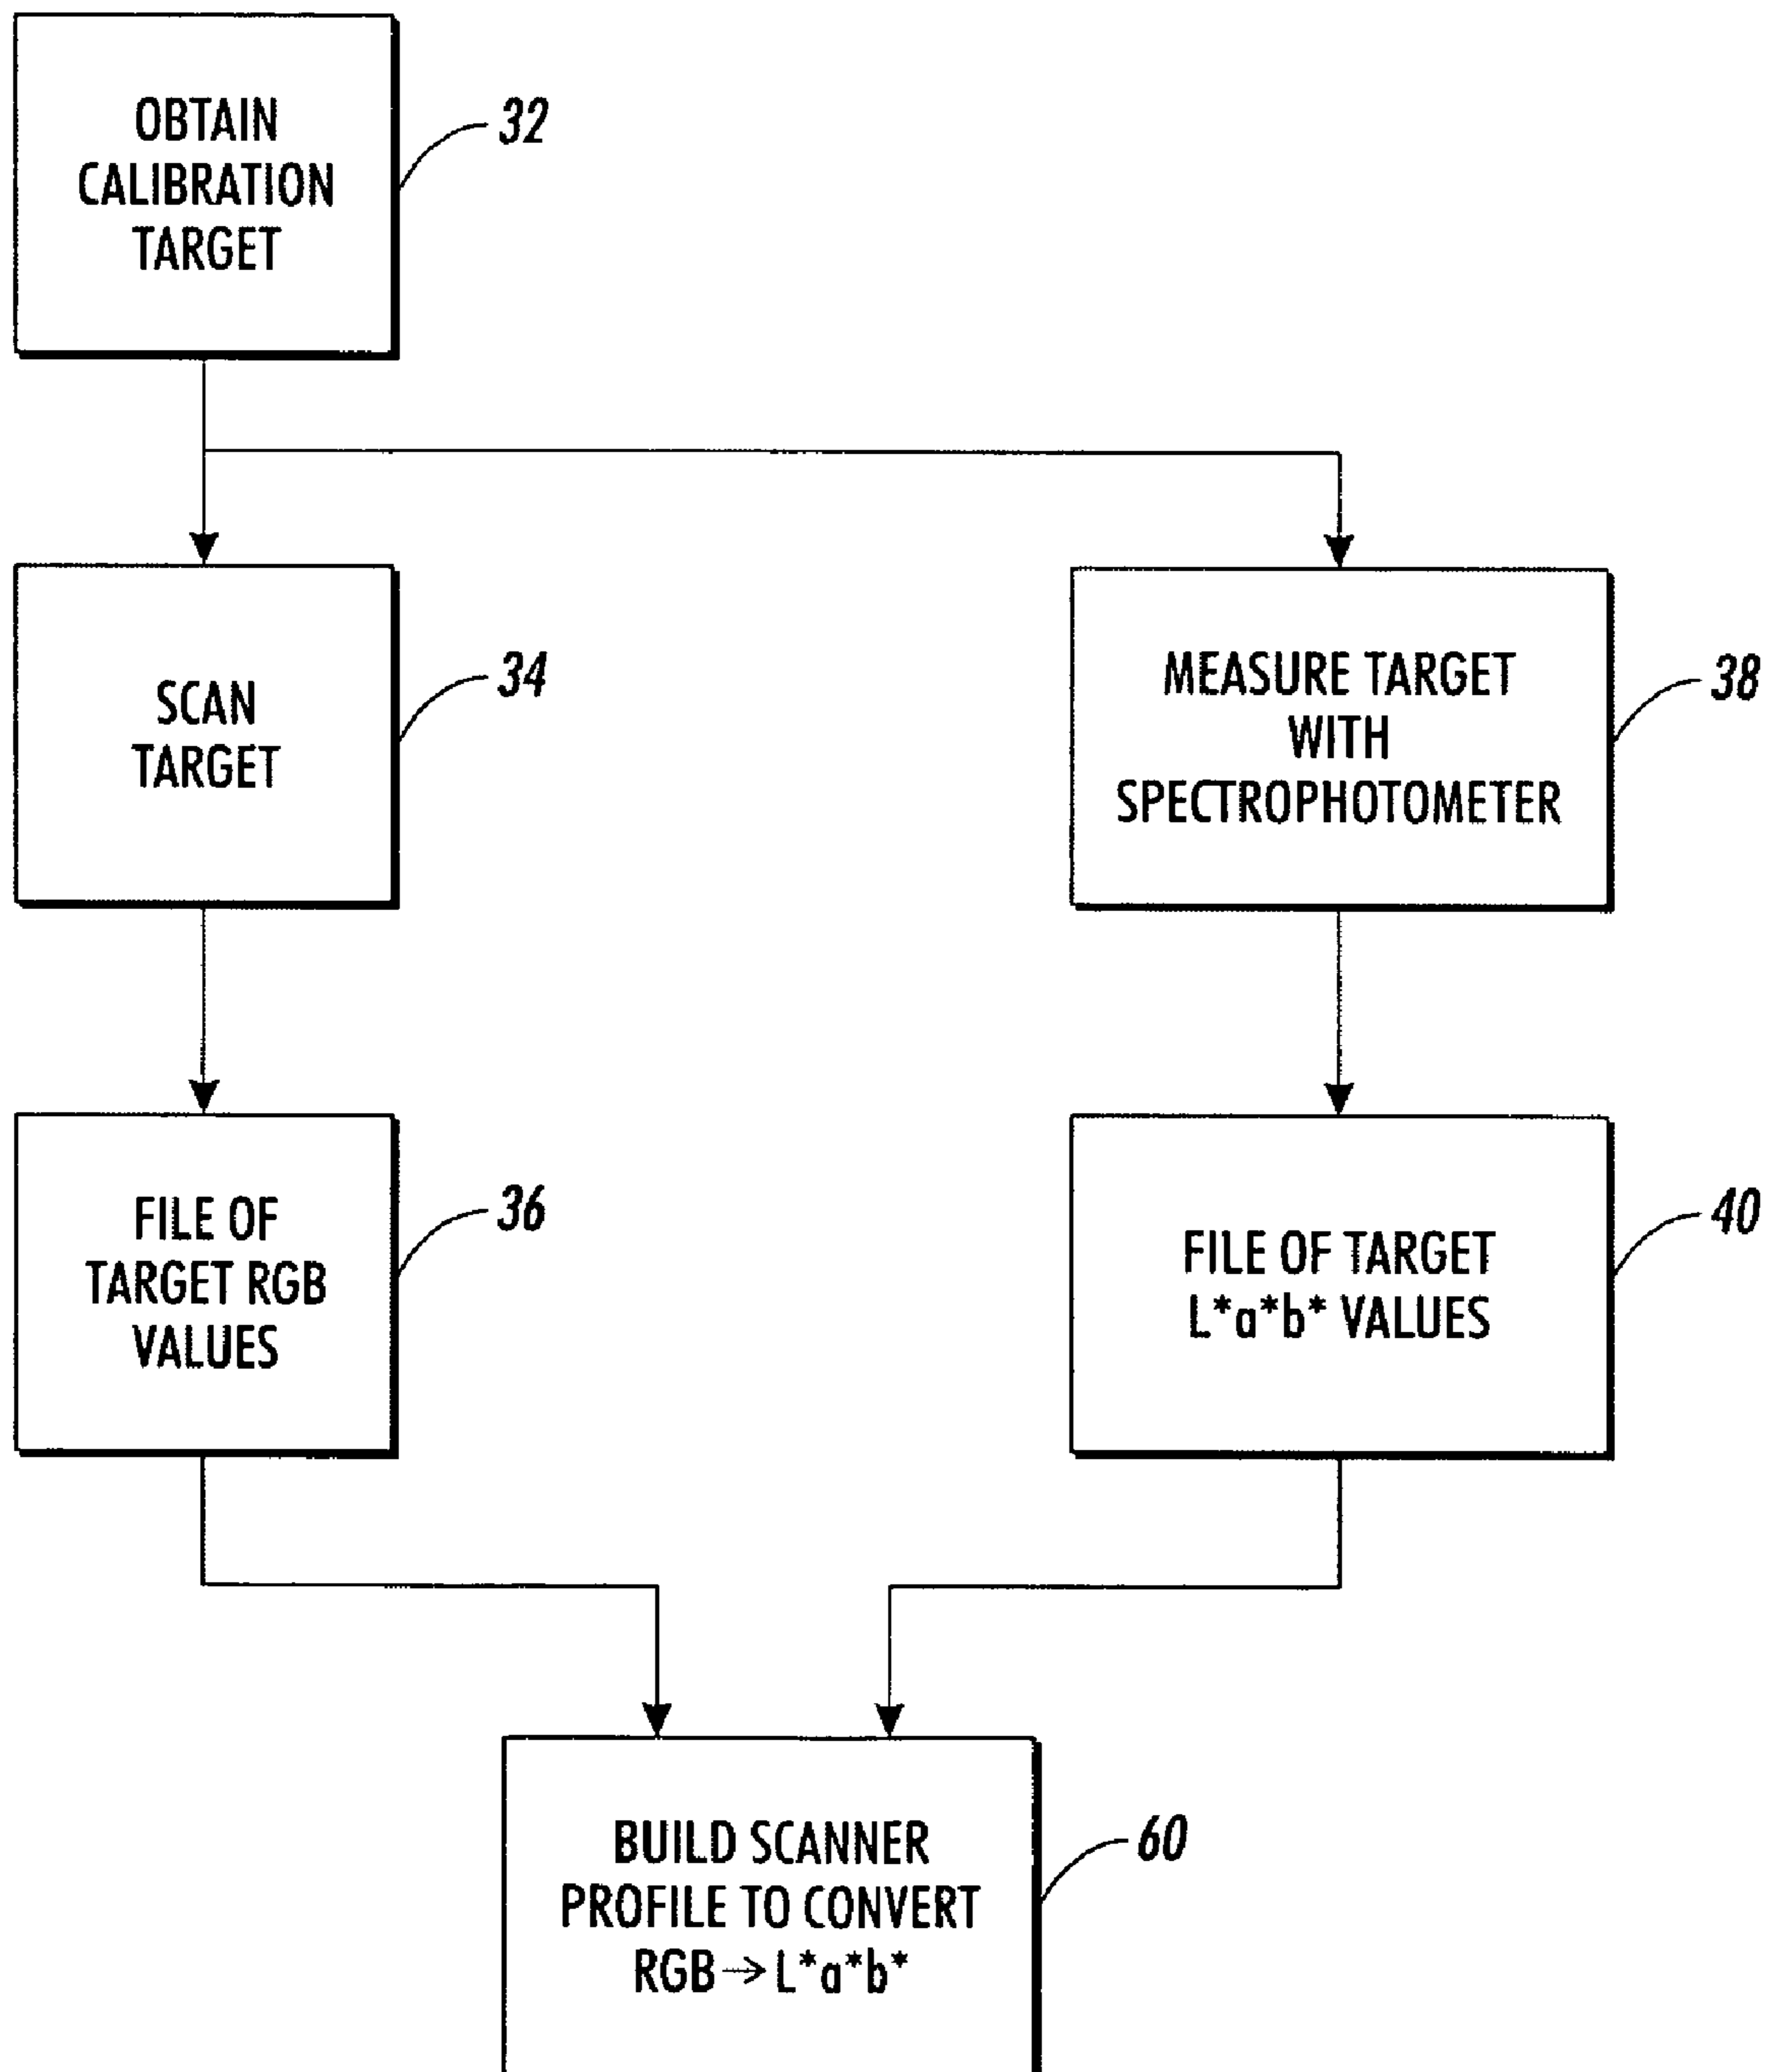 OBTAIN
CALIBRATION
TARGET
32
SCAN
TARGET
34
MEASURE TARGET
WITH
SPECTROPHOTOMETER
38
FILE OF
TARGET RGB
VALUES
36
FILE OF TARGET
L*a*b* VALUES
40
BUILD SCANNER
PROFILE TO CONVERT
RGB→L*a*b*
60